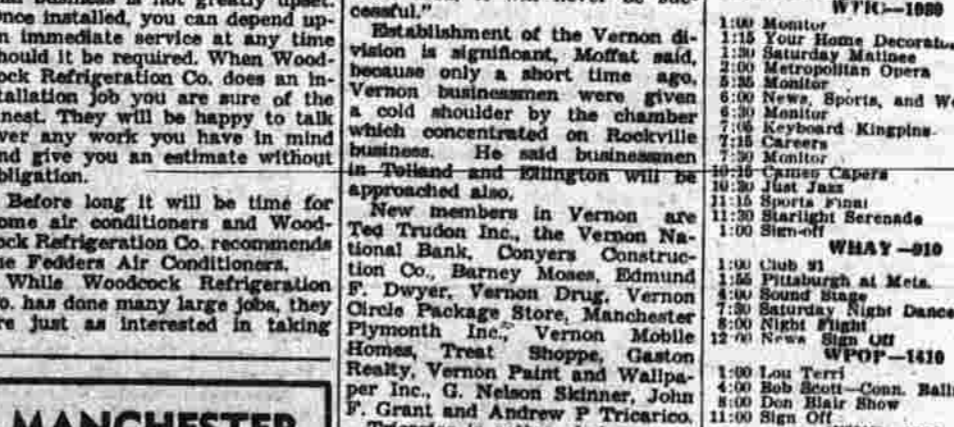 Once installed, you can depend up-
n immediate service at any time
hould it be required. When Wood-
ock Refrigeration Co. does an in-
tallation job you are sure of the
nest. They will be happy to talk
ver any work you have in mind
nd give you an estimate without
bligation.
Before long it will be time for
ome air conditioners and Wood-
ock Refrigeration Co. recommends
he Fedders Air Conditioners.
While Woodcock Refrigeration
o. has done many large jobs, they
re just as interested in taking
MANCHESTER
cessful."
Establishment of the Vernon di-
vision is significant, Moffat said,
because only a short time ago,
Vernon businessmen were given
a cold shoulder by the chamber
which concentrated on Rockville
business. He said businessmen
in Tolland and Ellington will be
approached also.
New members in Vernon are
Ted Trudon Inc., the Vernon Na-
tional Bank, Conyers Construc-
tion Co., Barney Moses, Edmund
F. Dwyer, Vernon Drug, Vernon
Circle Package Store, Manchester
Plymonth Inc., Vernon Mobile
Homes, Treat Shoppe, Gaston
Realty, Vernon Paint and Wallpa-
per Inc., G. Nelson Skinner, John
F. Grant and Andrew P Tricarico.
WTIC—1080
1:00 Monitor
1:15 Your Home Decorat
1:30 Saturday Matinee
2:00 Metropolitan Opera
5:35 Monitor
6:00 News, Sports, and We
6:30 Monitor
7:05 Keyboard Kingpins
7:15 Careers
7:30 Monitor
10:15 Cameo Capers
10:30 Just Jazz
11:15 Sports Final
11:30 Starlight Serenade
1:00 Sign-off
WHAY—910
1:00 Club 91
1:55 Pittsburgh at Mets.
4:00 Sound Stage
7:30 Saturday Night Dance
8:00 Night Flight
12:00 News Sign Off
WPOP—1410
1:00 Lou Terri
4:00 Bob Scott—Conn. Ball
8:00 Don Blair Show
11:00 Sign Off